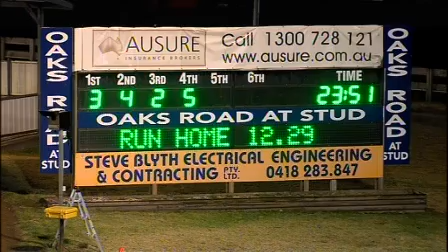 AUSURE
INSURANCE BROKERS
Call 1300 728 121
www.ausure.com.au
OAKS ROAD AT STUD
1ST 2ND 3RD 4TH 5TH 6TH TIME
3 4 2 5 23:51
OAKS ROAD AT STUD
RUN HOME 12.29
STEVE BLYTH ELECTRICAL ENGINEERING
& CONTRACTING PTY. LTD. 0418 283.847
OAKS ROAD AT STUD